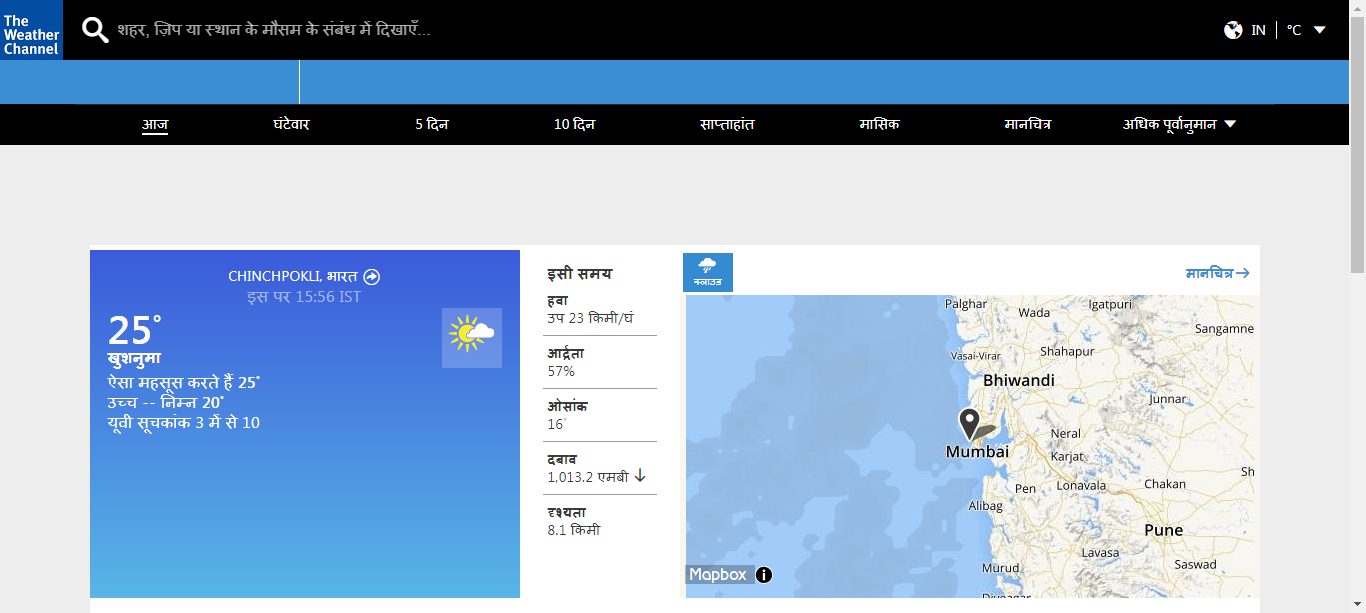 The
Weather
Channel
शहर, ज़िप या स्थान के मौसम के संबंध में दिखाएँ...
IN
°C
आज
घंटेवार
5 दिन
10 दिन
साप्ताहांत
मासिक
मानचित्र
अधिक पूर्वानुमान
CHINCHPOKLI, भारत
इस पर 15:56 IST
25°
खुशनुमा
ऐसा महसूस करते हैं 25°
उच्च -- निम्न 20°
यूवी सूचकांक 3 में से 10
इसी समय
हवा
उप 23 किमी/घं
आर्द्रता
57%
ओसांक
16°
दबाव
1,013.2 एमबी
दृश्यता
8.1 किमी
क्लाउड
मानचित्र
Palghar
Wada
Igatpuri
Sangamne
Vasai-Virar
Shahapur
Bhiwandi
Junnar
Neral
Mumbai
Karjat
Sh
Pen
Lonavala
Chakan
Alibag
Pune
Lavasa
Murud
Saswad
Mapbox
Diveagar